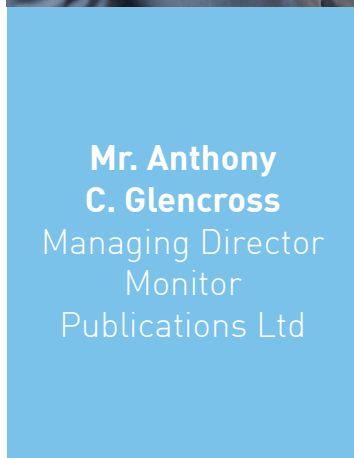 Mr. Anthony
C. Glencross
Managing Director
Monitor
Publications Ltd